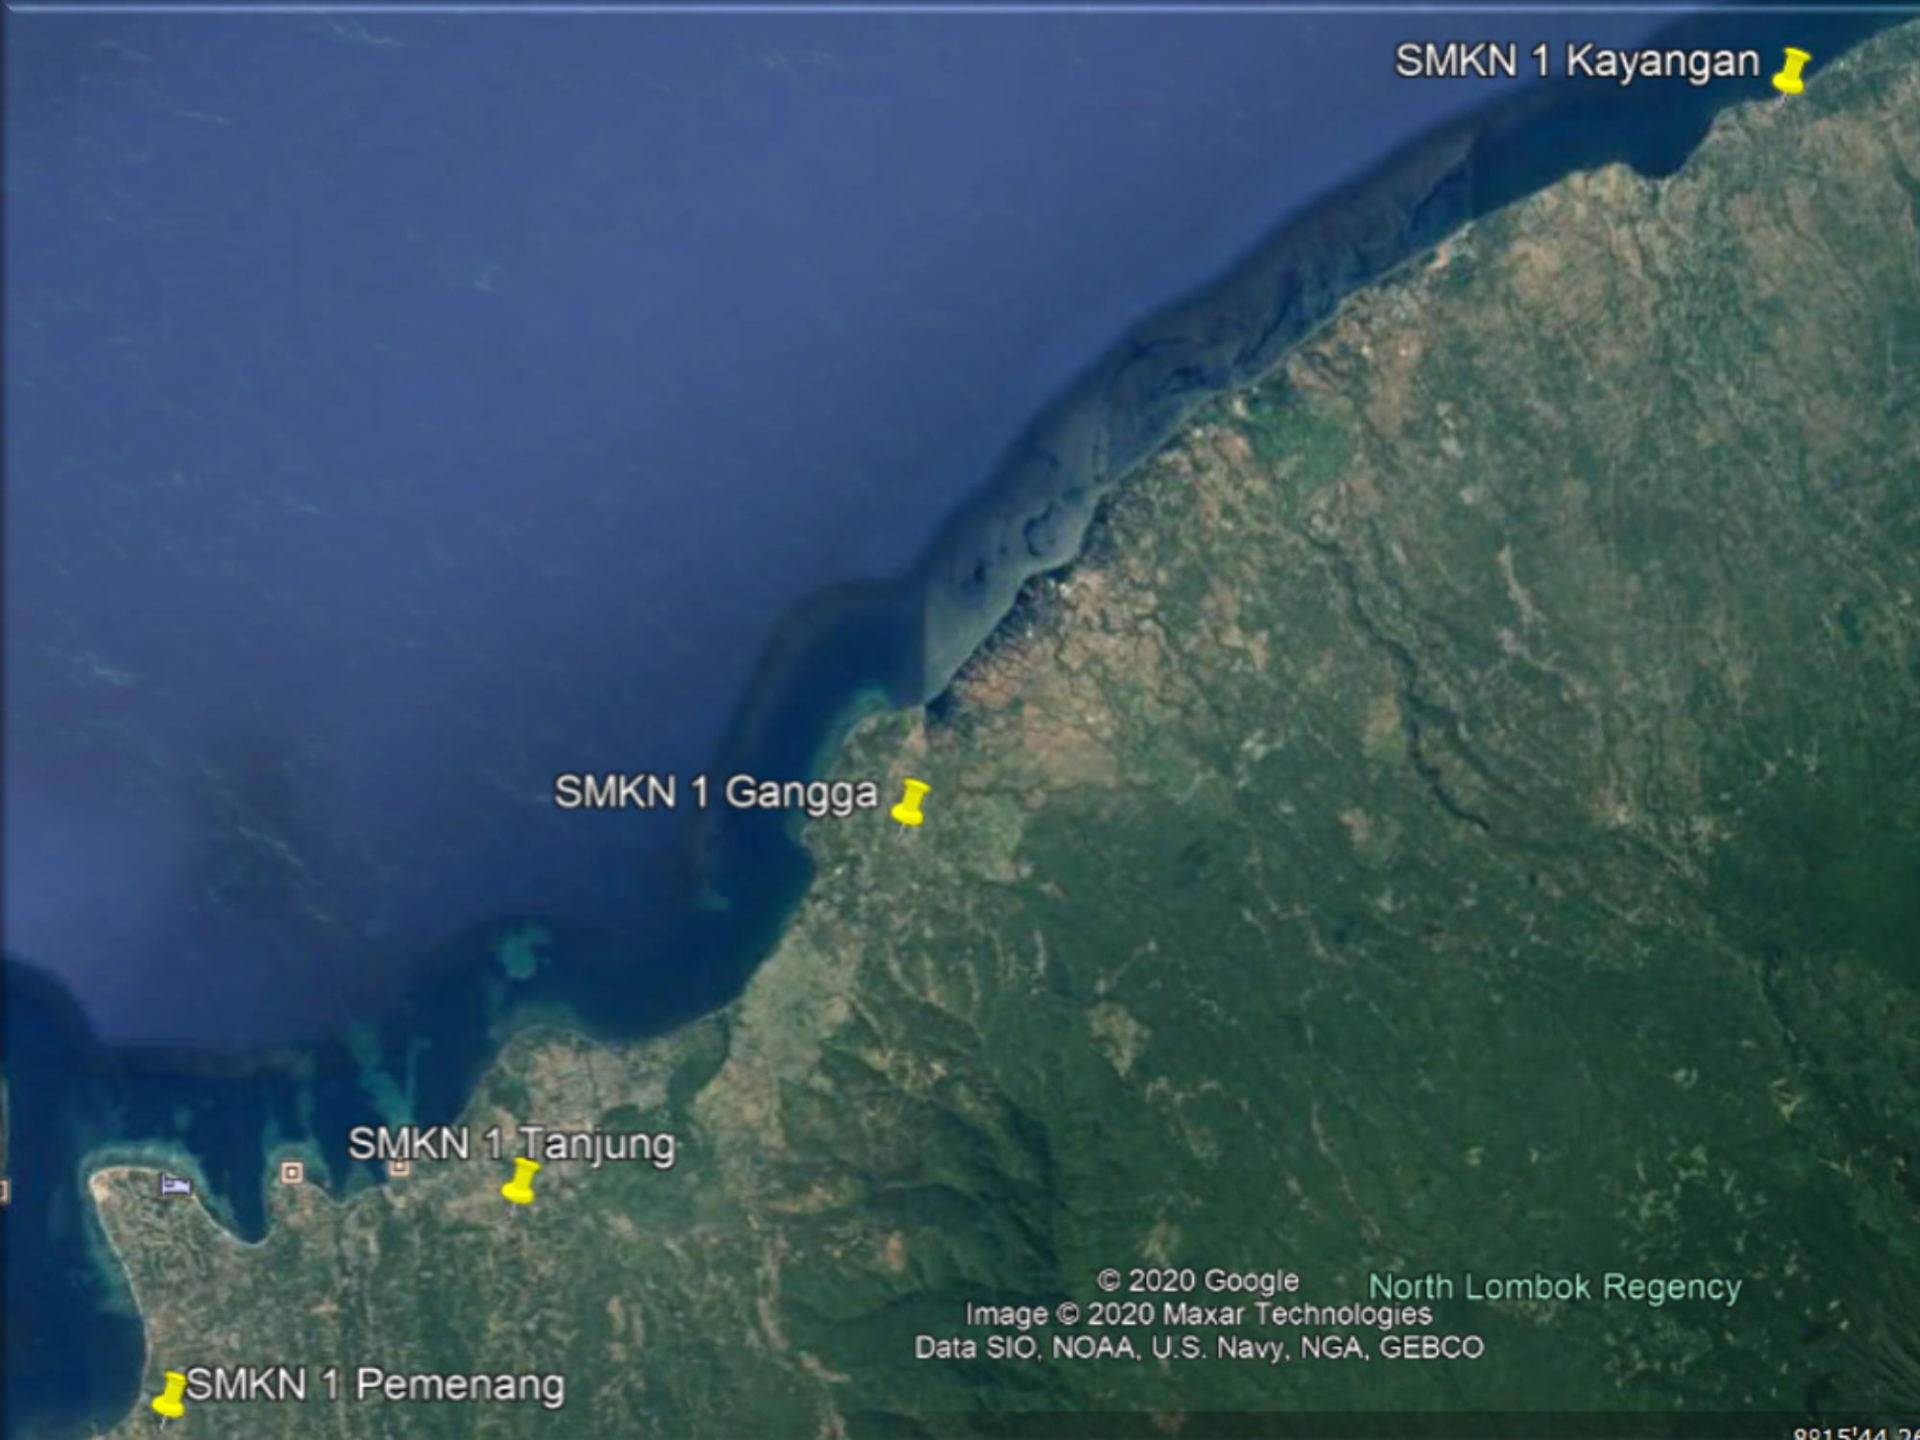 SMKN 1 Kayangan
SMKN 1 Gangga
SMKN 1 Tanjung
© 2020 Google
North Lombok Regency
Image © 2020 Maxar Technologies
Data SIO, NOAA, U.S. Navy, NGA, GEBCO
SMKN 1 Pemenang